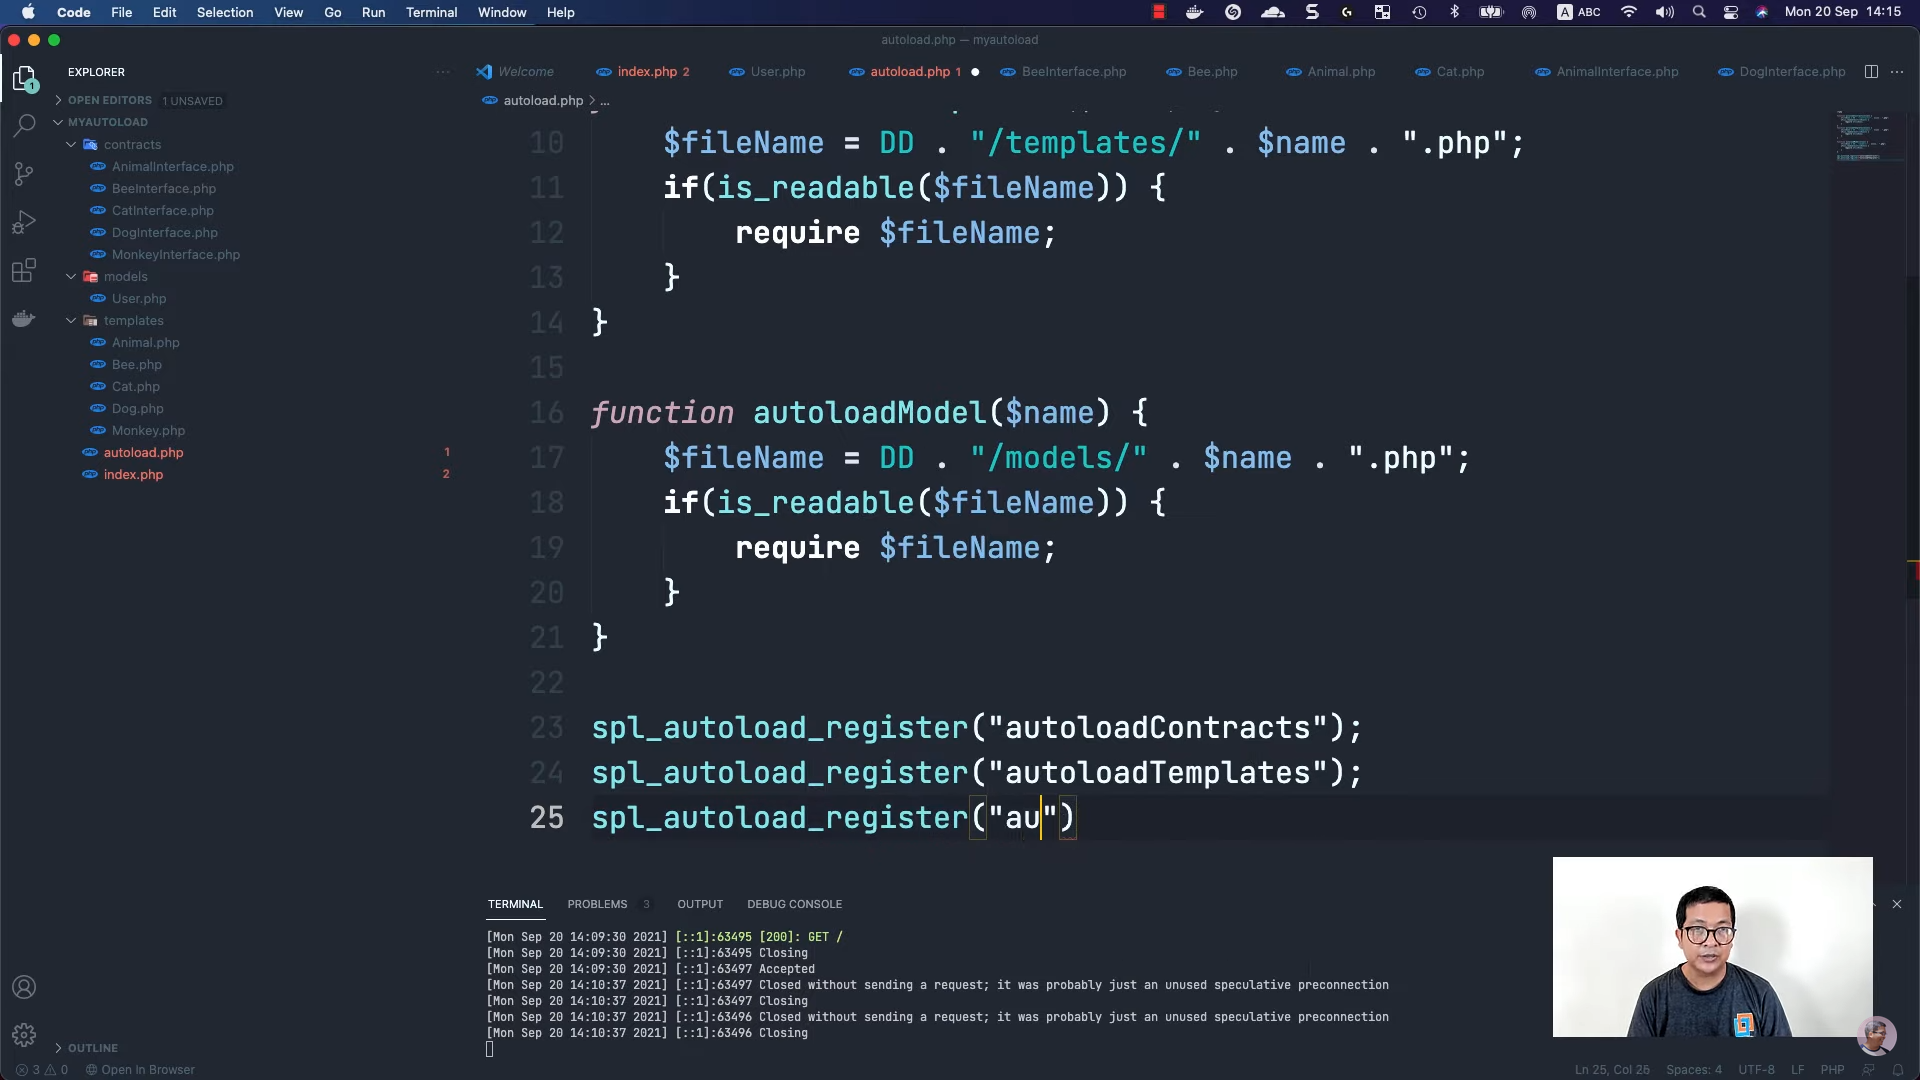 Code File Edit Selection View Go Run Terminal Window Help A ABC Mon 20 Sep 14:15
autoload.php — myautoload
EXPLORER
Welcome index.php 2 User.php autoload.php 1 BeeInterface.php Bee.php Animal.php Cat.php AnimalInterface.php DogInterface.php
OPEN EDITORS 1 UNSAVED
autoload.php > ...
MYAUTOLOAD
contracts
AnimalInterface.php
BeeInterface.php
CatInterface.php
DogInterface.php
MonkeyInterface.php
models
User.php
templates
Animal.php
Bee.php
Cat.php
Dog.php
Monkey.php
autoload.php 1
index.php 2
10 $fileName = DD . "/templates/" . $name . ".php";
11 if(is_readable($fileName)) {
12 require $fileName;
13 }
14 }
15
16 function autoloadModel($name) {
17 $fileName = DD . "/models/" . $name . ".php";
18 if(is_readable($fileName)) {
19 require $fileName;
20 }
21 }
22
23 spl_autoload_register("autoloadContracts");
24 spl_autoload_register("autoloadTemplates");
25 spl_autoload_register("au")
TERMINAL PROBLEMS 3 OUTPUT DEBUG CONSOLE
[Mon Sep 20 14:09:30 2021] [::1]:63495 [200]: GET /
[Mon Sep 20 14:09:30 2021] [::1]:63495 Closing
[Mon Sep 20 14:09:30 2021] [::1]:63497 Accepted
[Mon Sep 20 14:10:37 2021] [::1]:63497 Closed without sending a request; it was probably just an unused speculative preconnection
[Mon Sep 20 14:10:37 2021] [::1]:63497 Closing
[Mon Sep 20 14:10:37 2021] [::1]:63496 Closed without sending a request; it was probably just an unused speculative preconnection
[Mon Sep 20 14:10:37 2021] [::1]:63496 Closing
OUTLINE
3 0 Open In Browser Ln 25, Col 26 Spaces: 4 UTF-8 LF PHP